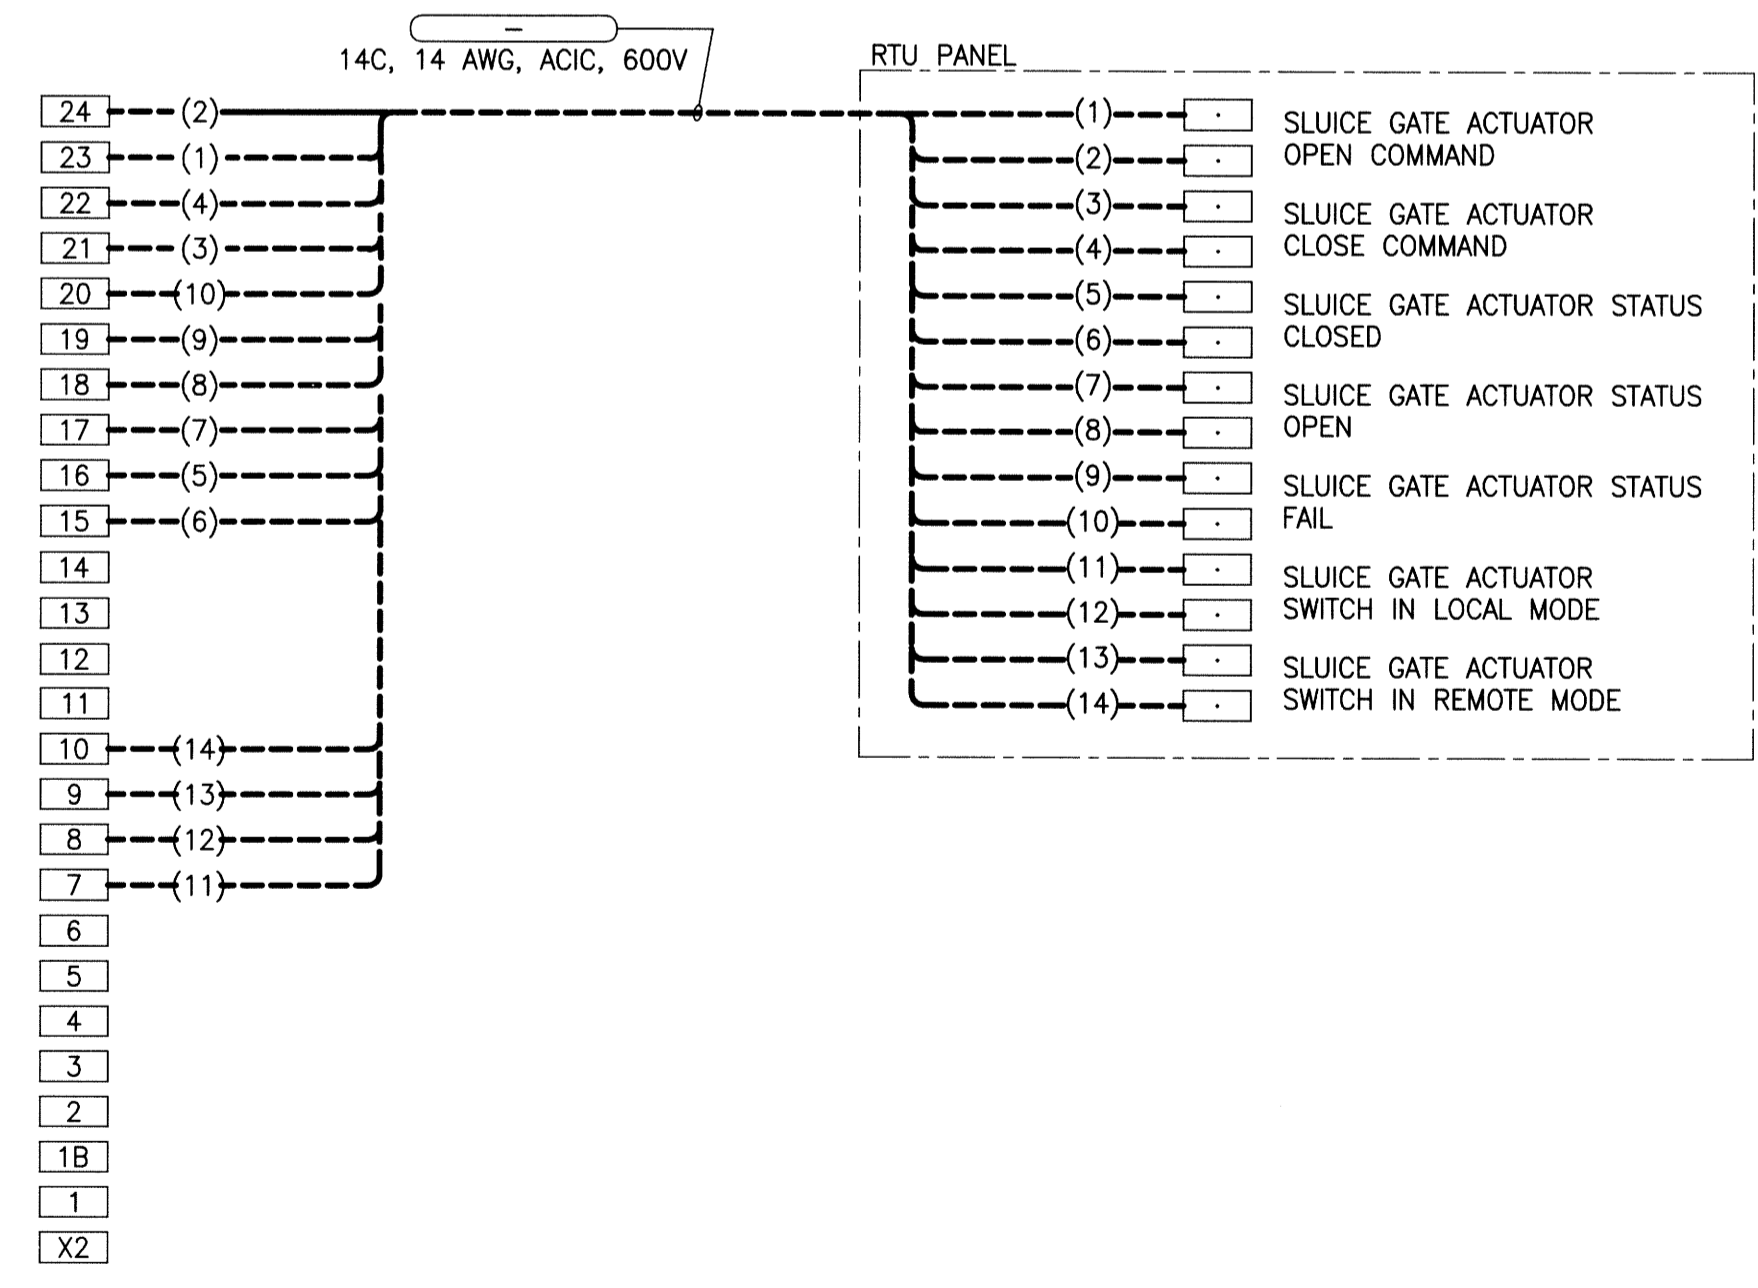 –
14C, 14 AWG, ACIC, 600V
RTU PANEL
24 (2)
23 (1)
22 (4)
21 (3)
20 (10)
19 (9)
18 (8)
17 (7)
16 (5)
15 (6)
14
13
12
11
10 (14)
9 (13)
8 (12)
7 (11)
6
5
4
3
2
1B
1
X2
(1)
(2)
SLUICE GATE ACTUATOR
OPEN COMMAND
(3)
(4)
SLUICE GATE ACTUATOR
CLOSE COMMAND
(5)
(6)
SLUICE GATE ACTUATOR STATUS
CLOSED
(7)
(8)
SLUICE GATE ACTUATOR STATUS
OPEN
(9)
(10)
SLUICE GATE ACTUATOR STATUS
FAIL
(11)
(12)
SLUICE GATE ACTUATOR
SWITCH IN LOCAL MODE
(13)
(14)
SLUICE GATE ACTUATOR
SWITCH IN REMOTE MODE